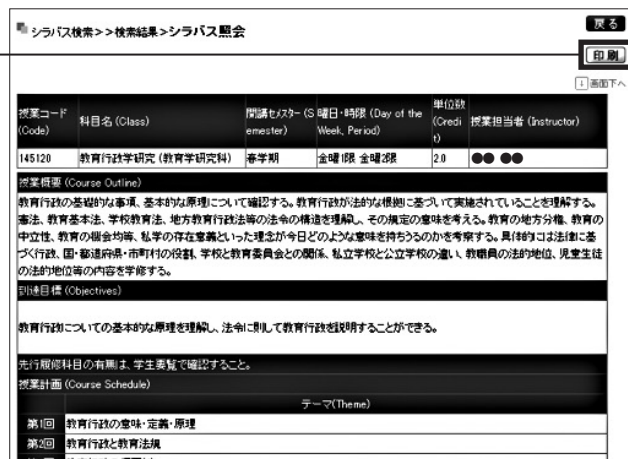 シラバス検索>>検索結果>シラバス照会
戻る
印刷
↓画面下へ
授業コード (Code)
科目名 (Class)
開講セメスター (Semester)
曜日・時限 (Day of the Week, Period)
単位数 (Credit)
授業担当者 (Instructor)
145120 教育行政学研究 (教育学研究科) 春学期 金曜1限 金曜2限 2.0 ●● ●●
授業概要 (Course Outline)
教育行政の基礎的な事項、基本的な原理について確認する。教育行政が法的な根拠に基づいて実施されていることを理解する。
憲法、教育基本法、学校教育法、地方教育行政法等の法令の構造を理解し、その規定の意味を考える。教育の地方分権、教育の
中立性、教育の機会均等、私学の存在意義といった理念が今日どのような意味を持ちうるのかを考察する。具体的には法律に基
づく行政、国・都道府県・市町村の役割、学校と教育委員会との関係、私立学校と公立学校の違い、教職員の法的地位、児童生徒
の法的地位等の内容を学修する。
到達目標 (Objectives)
教育行政についての基本的な原理を理解し、法令に則して教育行政を説明することができる。
先行履修科目の有無は、学生要覧で確認すること。
授業計画 (Course Schedule)
テーマ(Theme)
第1回 教育行政の意味・定義・原理
第2回 教育行政と教育法規